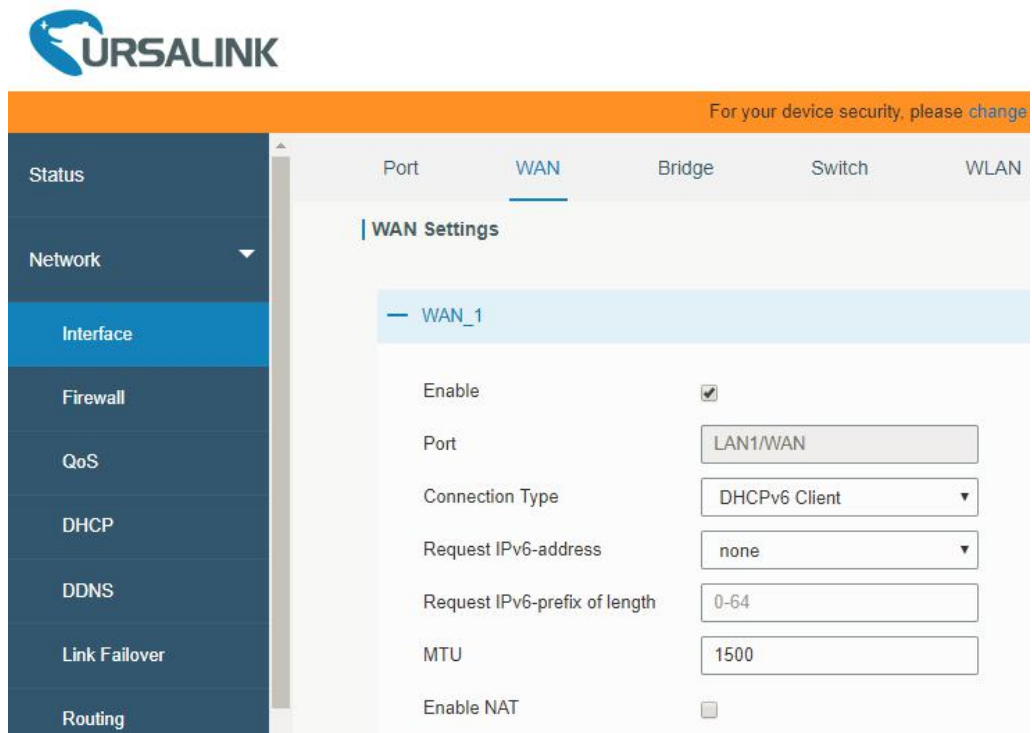 URSALINK
For your device security, please change
Status
Network
Interface
Firewall
QoS
DHCP
DDNS
Link Failover
Routing
Port WAN Bridge Switch WLAN
WAN Settings
WAN_1
Enable
Port LAN1/WAN
Connection Type DHCPv6 Client
Request IPv6-address none
Request IPv6-prefix of length 0-64
MTU 1500
Enable NAT